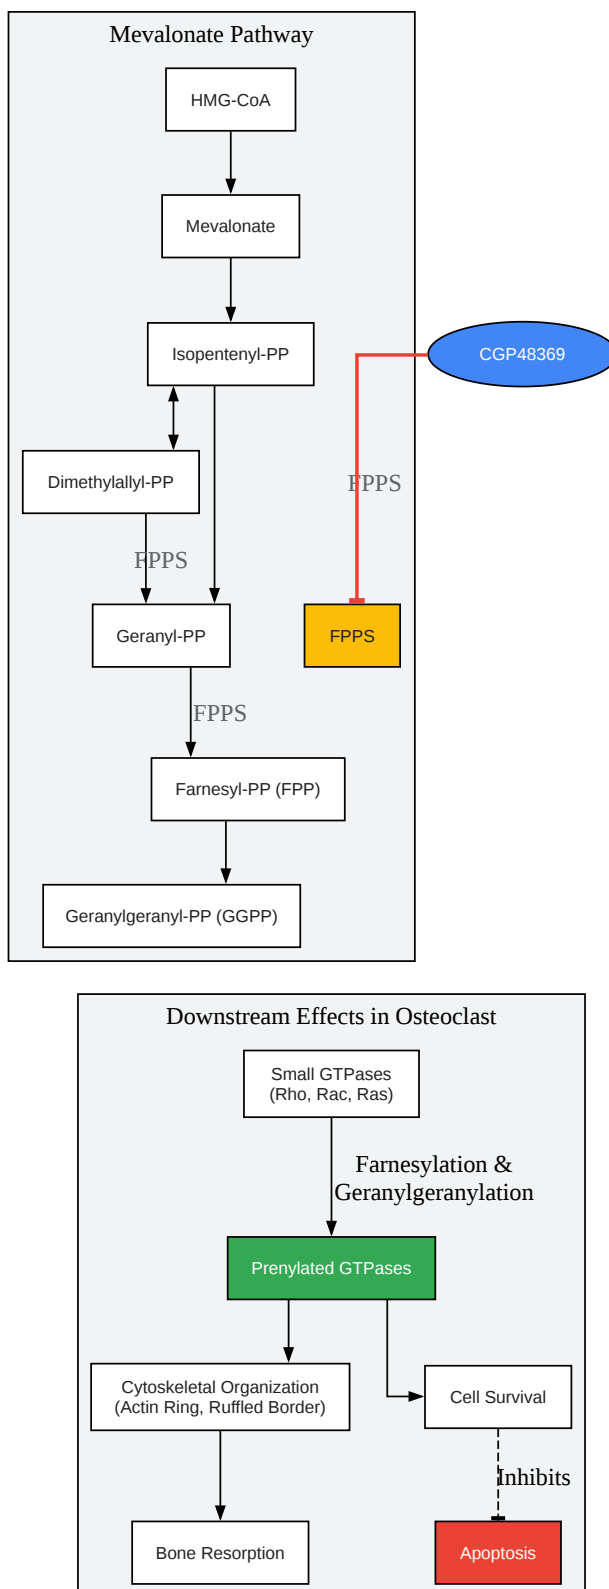 Mevalonate Pathway
HMG-CoA
Mevalonate
Isopentenyl-PP
CGP48369
Dimethylallyl-PP
FPPS
FPPS
Geranyl-PP
FPPS
FPPS
Farnesyl-PP (FPP)
Geranylgeranyl-PP (GGPP)
Downstream Effects in Osteoclast
Small GTPases
(Rho, Rac, Ras)
Farnesylation &
Geranylgeranylation
Prenylated GTPases
Cytoskeletal Organization
(Actin Ring, Ruffled Border)
Cell Survival
Inhibits
Bone Resorption
Apoptosis